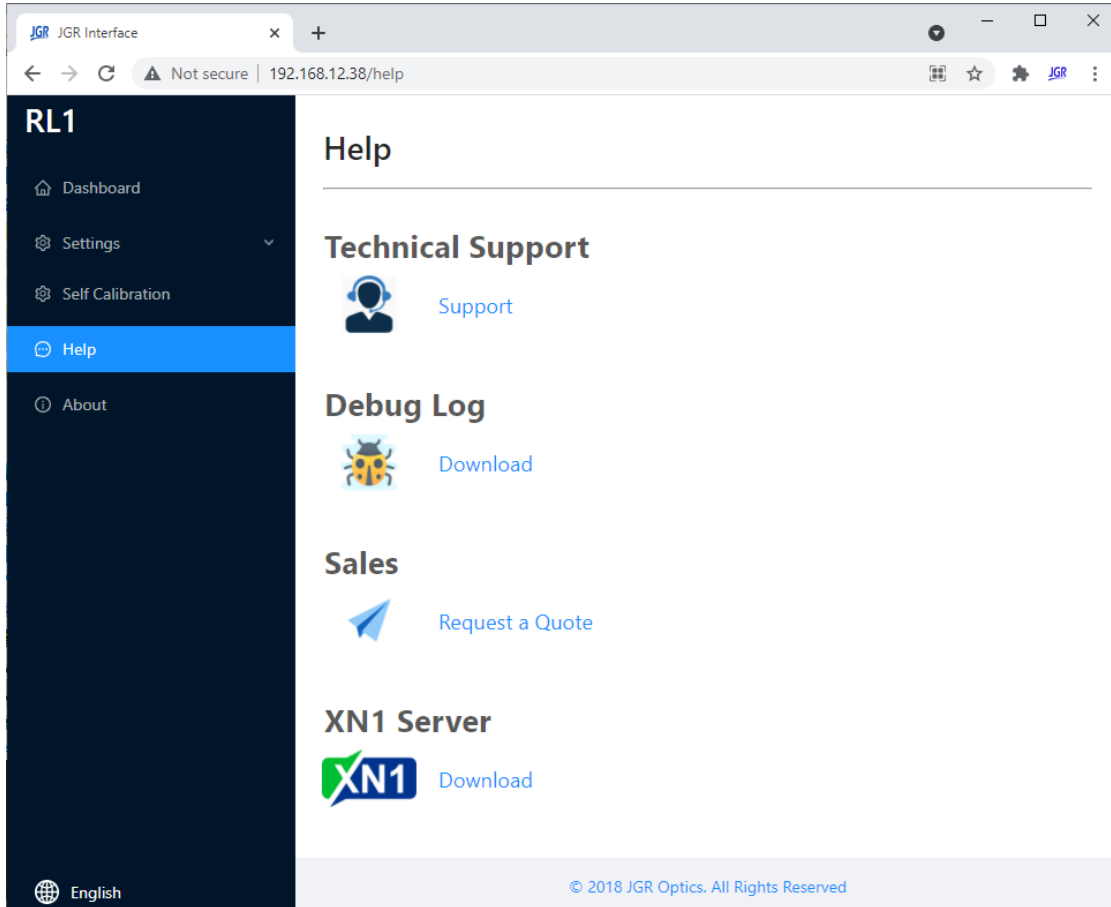 JGR JGR Interface
Not secure 192.168.12.38/help
JGR
RL1
Dashboard
Settings
Self Calibration
Help
About
English
Help
Technical Support
Support
Debug Log
Download
Sales
Request a Quote
XN1 Server
XN1 Download
© 2018 JGR Optics. All Rights Reserved